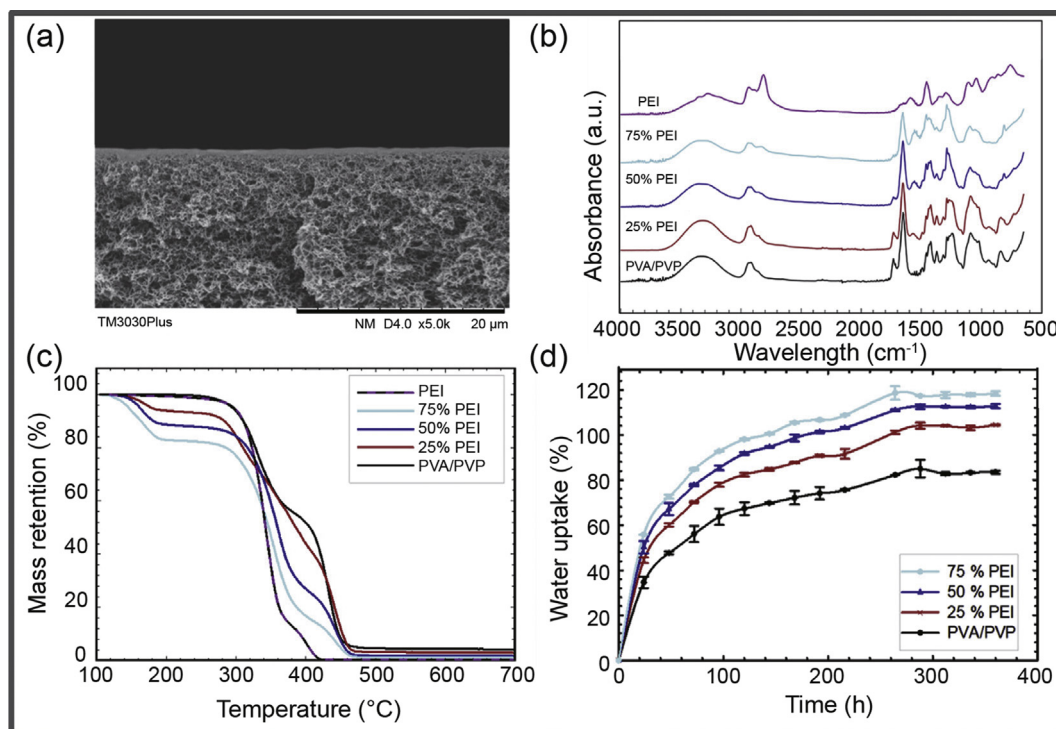 (a)
TM3030Plus
NM D4.0 x5.0k 20 μm
(b)
Absorbance (a.u.)
PEI
75% PEI
50% PEI
25% PEI
PVA/PVP
4000 3500 3000 2500 2000 1500 1000 500
Wavelength (cm⁻¹)
(c)
Mass retention (%)
100
80
60
40
20
0
PEI
75% PEI
50% PEI
25% PEI
PVA/PVP
100 200 300 400 500 600 700
Temperature (°C)
(d)
Water uptake (%)
120
100
80
60
40
20
0
75 % PEI
50 % PEI
25 % PEI
PVA/PVP
0 100 200 300 400
Time (h)